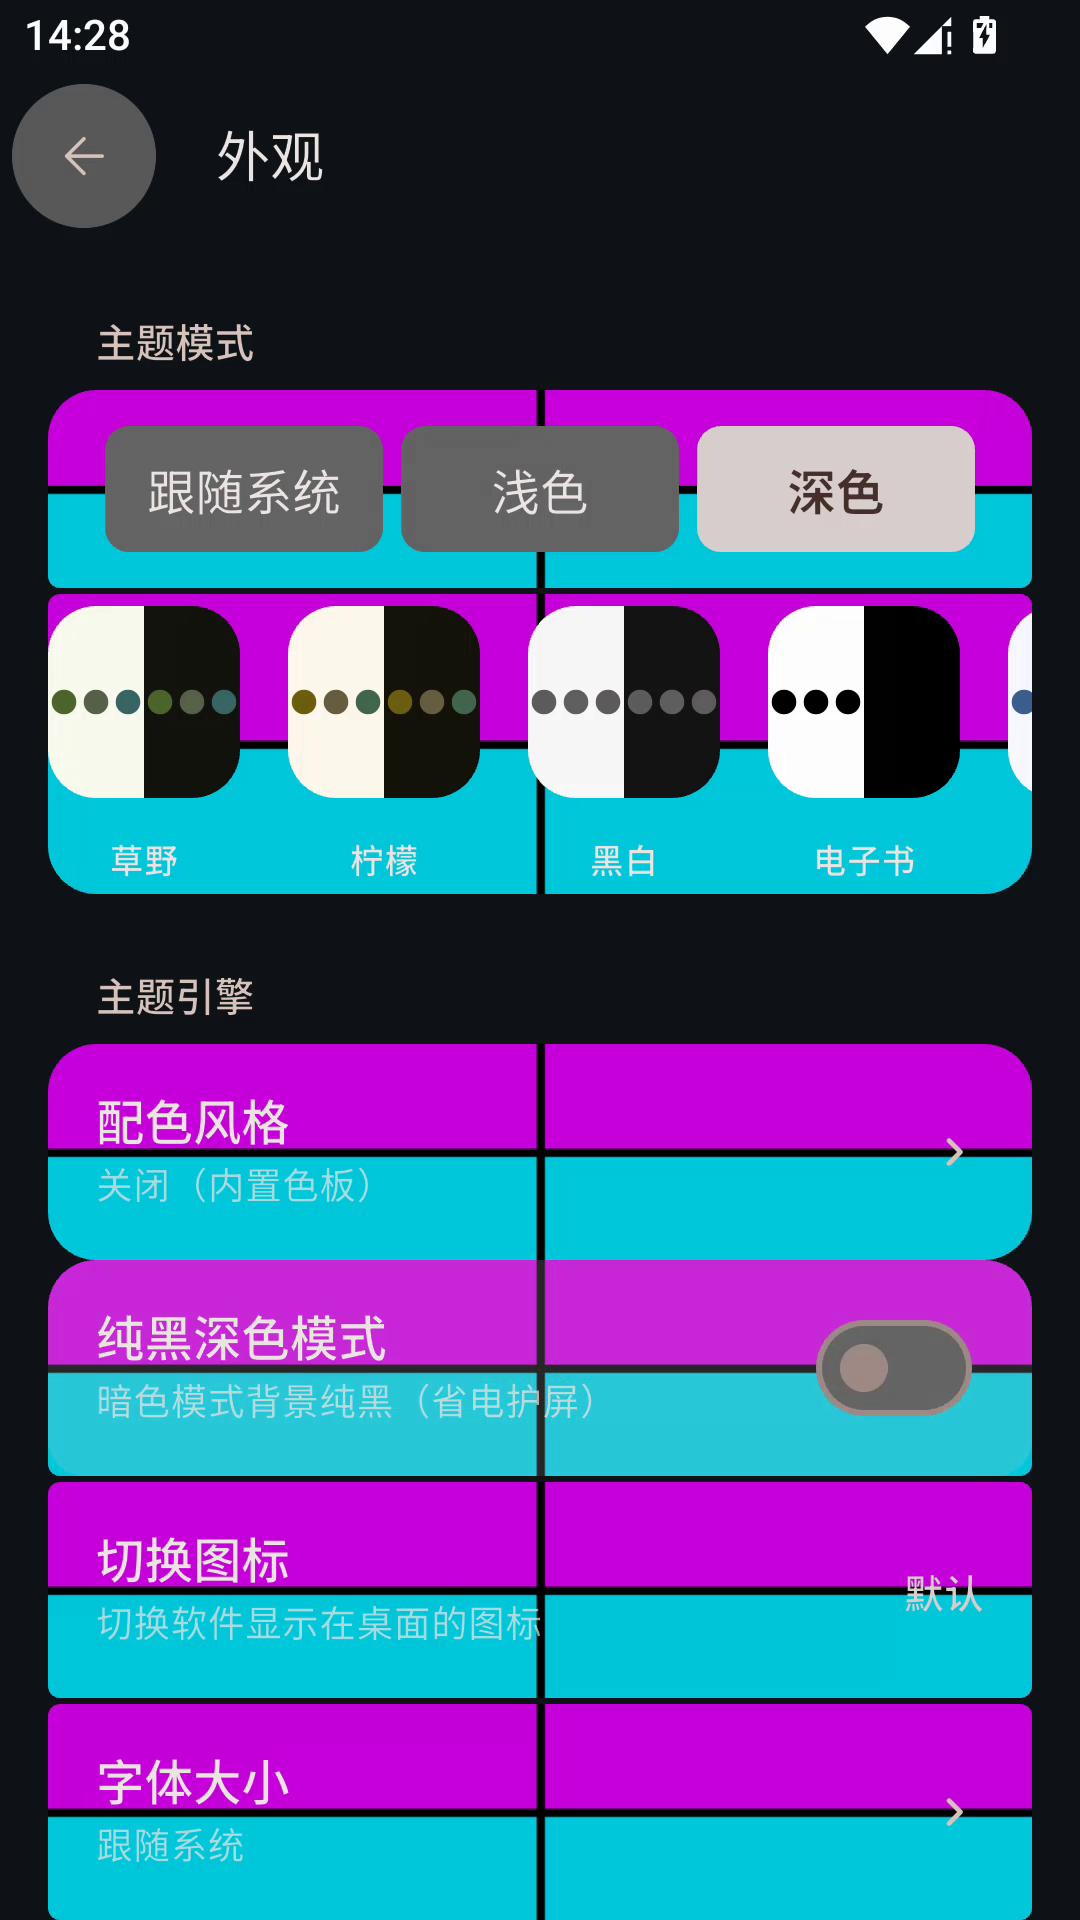 14:28
外观
主题模式
跟随系统
浅色
深色
草野
柠檬
黑白
电子书
主题引擎
配色风格
关闭（内置色板）
纯黑深色模式
暗色模式背景纯黑（省电护屏）
切换图标
切换软件显示在桌面的图标
默认
字体大小
跟随系统